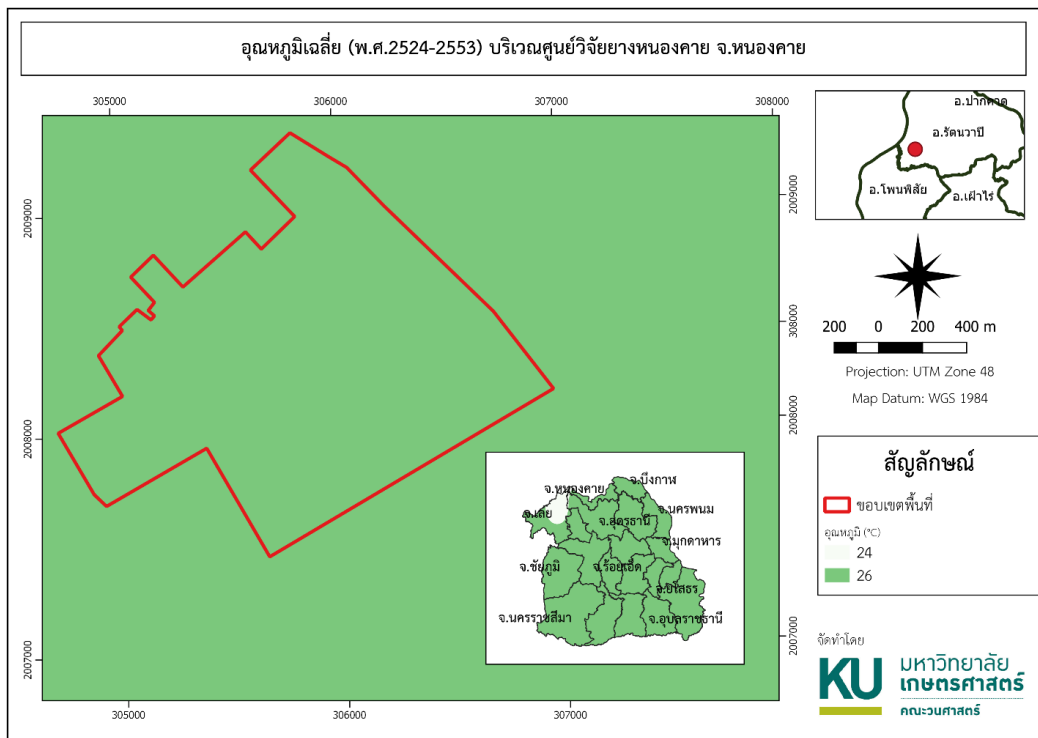 อุณหภูมิเฉลี่ย (พ.ศ.2524-2553) บริเวณศูนย์วิจัยยางหนองคาย จ.หนองคาย
305000
306000
307000
308000
2009000
2008000
2007000
2009000
2008000
2008000
2007000
305000
306000
307000
อ.ปากคาด
อ.รัตนวาปี
อ.โพนพิสัย
อ.เฝ้าไร่
200 0 200 400 m
Projection: UTM Zone 48
Map Datum: WGS 1984
สัญลักษณ์
ขอบเขตพื้นที่
อุณหภูมิ (°C)
24
26
จ.บึงกาฬ
จ.หนองคาย
จ.เลย
จ.อุดรธานี
จ.นครพนม
จ.มุกดาหาร
จ.ชัยภูมิ
จ.ร้อยเอ็ด
จ.ยโสธร
จ.นครราชสีมา
จ.อุบลราชธานี
จัดทำโดย
KU
มหาวิทยาลัย
เกษตรศาสตร์
คณะวนศาสตร์